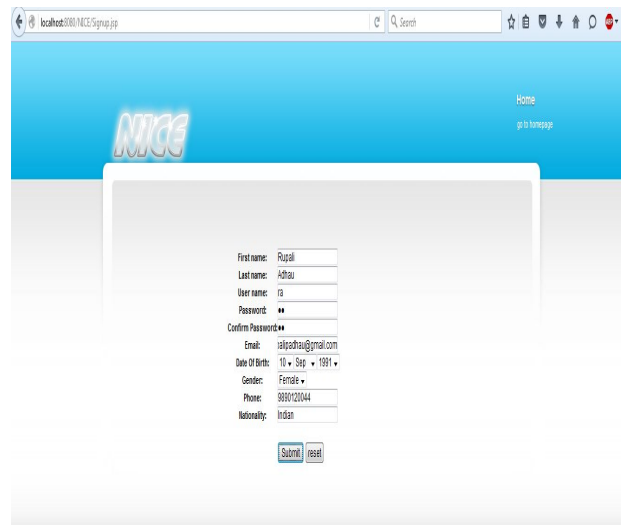 localhost:8080/NICE/Signup.jsp
Search
ABP
Home
go to homepage
NICE
First name: Rupali
Last name: Adhau
User name: ra
Password: ●●
Confirm Password: ●●
Email: alipadhau@gmail.com
Date Of Birth: 10 Sep 1991
Gender: Female
Phone: 9890120044
Nationality: Indian
Submit reset